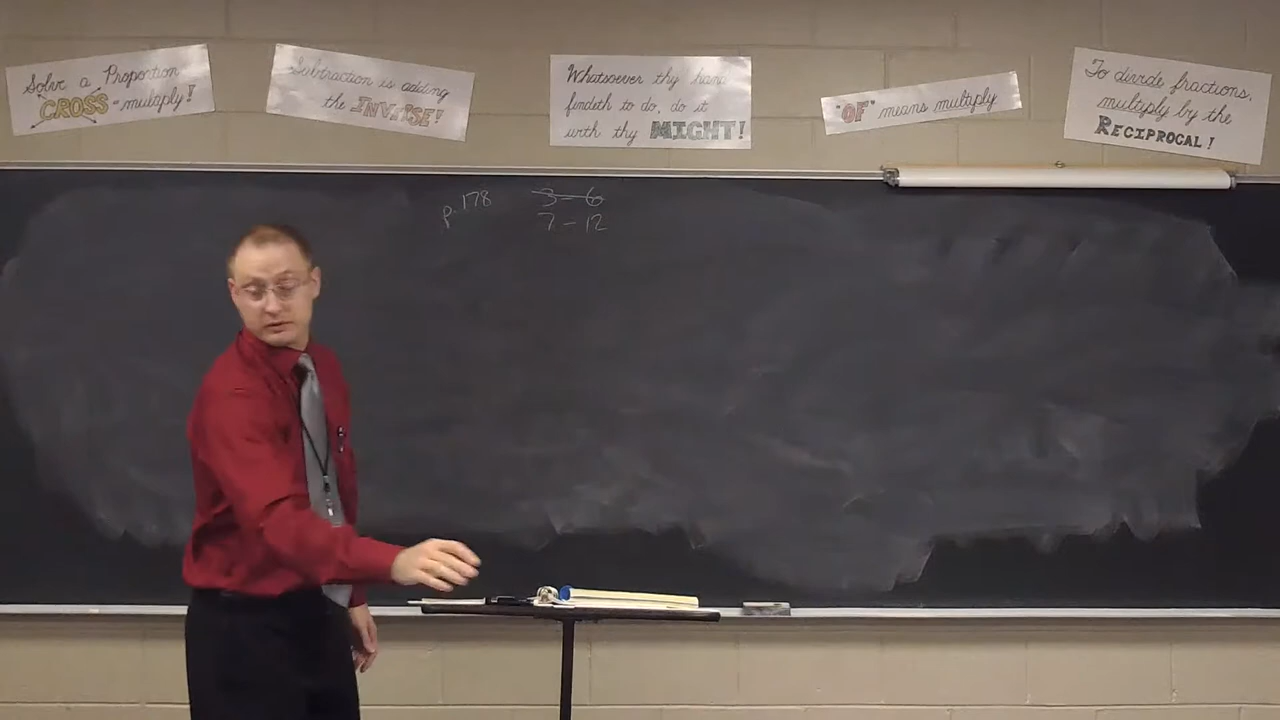 Solve a Proportion
CROSS-multiply!
Subtraction is adding
the INVERSE!
Whatsoever thy hand
findeth to do, do it
with thy MIGHT!
"OF" means multiply
To divide fractions,
multiply by the
RECIPROCAL!
p. 178 3-6
7-12